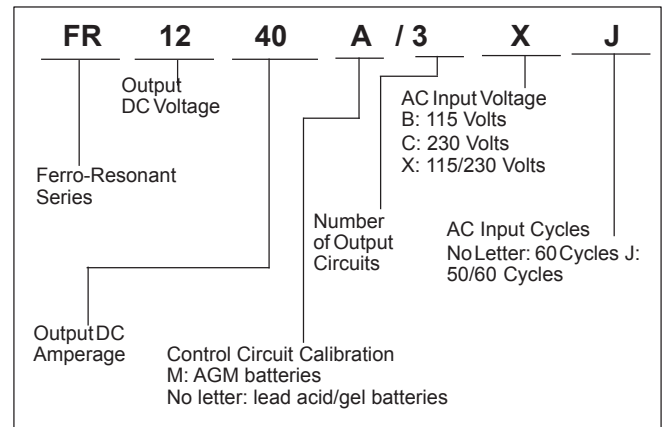 FR 12 40 A / 3 X J
Output
DC Voltage
AC Input Voltage
B: 115 Volts
C: 230 Volts
X: 115/230 Volts
Ferro-Resonant
Series
Number
of Output
Circuits
AC Input Cycles
No Letter: 60 Cycles J:
50/60 Cycles
Output DC
Amperage
Control Circuit Calibration
M: AGM batteries
No letter: lead acid/gel batteries